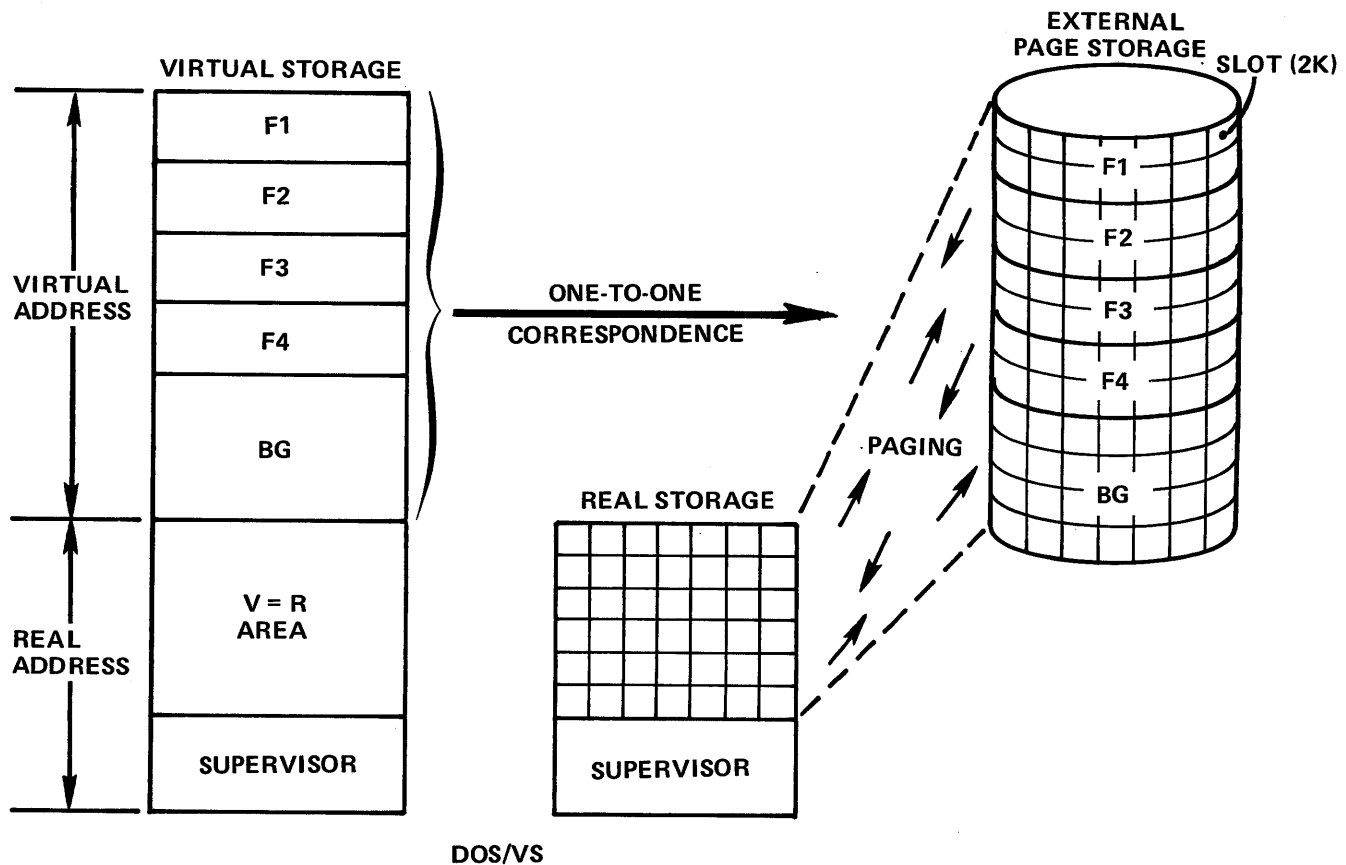 EXTERNAL
PAGE STORAGE
SLOT (2K)
VIRTUAL STORAGE
F1
F2
F3
F4
BG
VIRTUAL
ADDRESS
ONE-TO-ONE
CORRESPONDENCE
F1
F2
F3
F4
BG
PAGING
REAL STORAGE
V = R
AREA
REAL
ADDRESS
SUPERVISOR
SUPERVISOR
DOS/VS